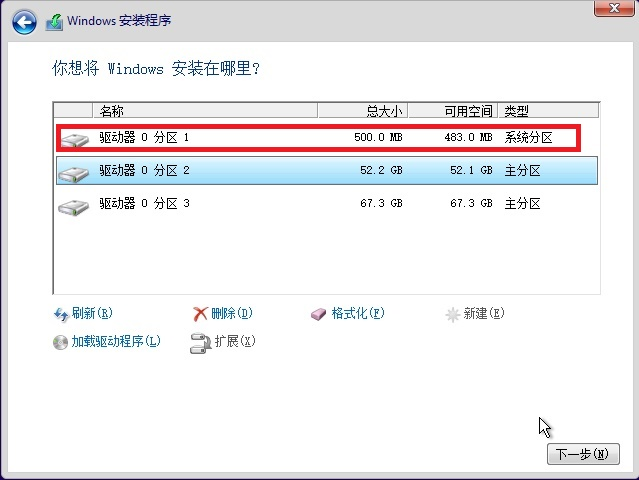 Windows 安装程序
你想将 Windows 安装在哪里?
名称 总大小 可用空间 类型
驱动器 0 分区 1 500.0 MB 483.0 MB 系统分区
驱动器 0 分区 2 52.2 GB 52.1 GB 主分区
驱动器 0 分区 3 67.3 GB 67.3 GB 主分区
刷新(R) 删除(D) 格式化(F) 新建(E)
加载驱动程序(L) 扩展(X)
下一步(N)